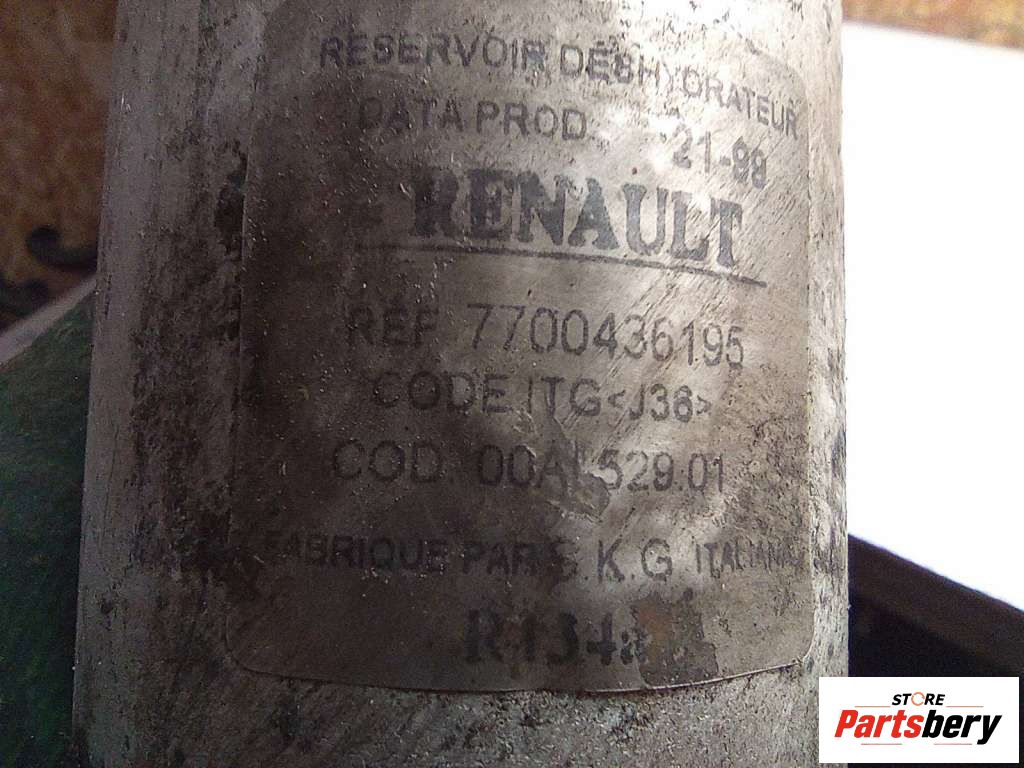 RESERVOIR DESHYDRATEUR
DATA PROD. 21-98
RENAULT
REF. 7700436195
CODE ITG<J36>
COD. 00AI.529.01
FABRIQUE PAR S.K.G. ITALIANA
R134a
STORE
Partsbery